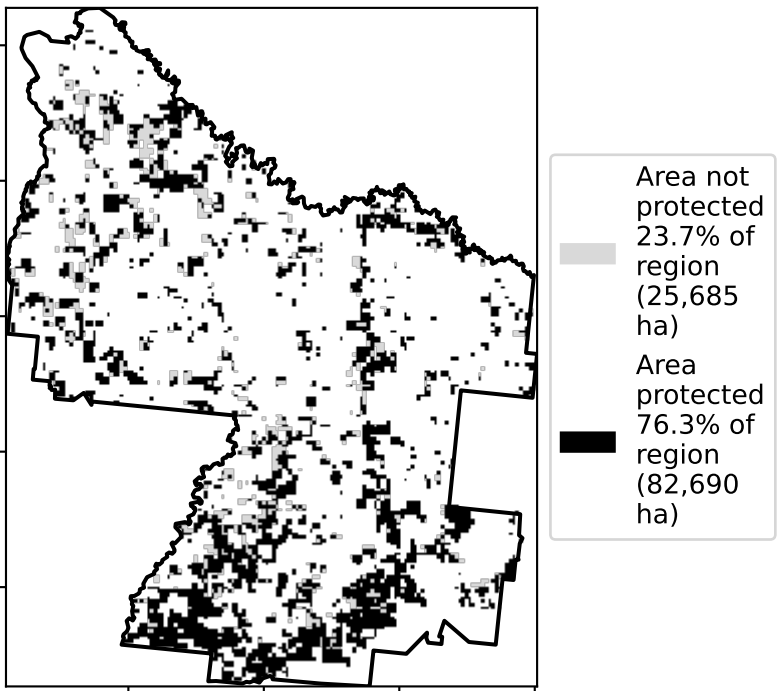 Area not
protected
23.7% of
region
(25,685
ha)
Area
protected
76.3% of
region
(82,690
ha)